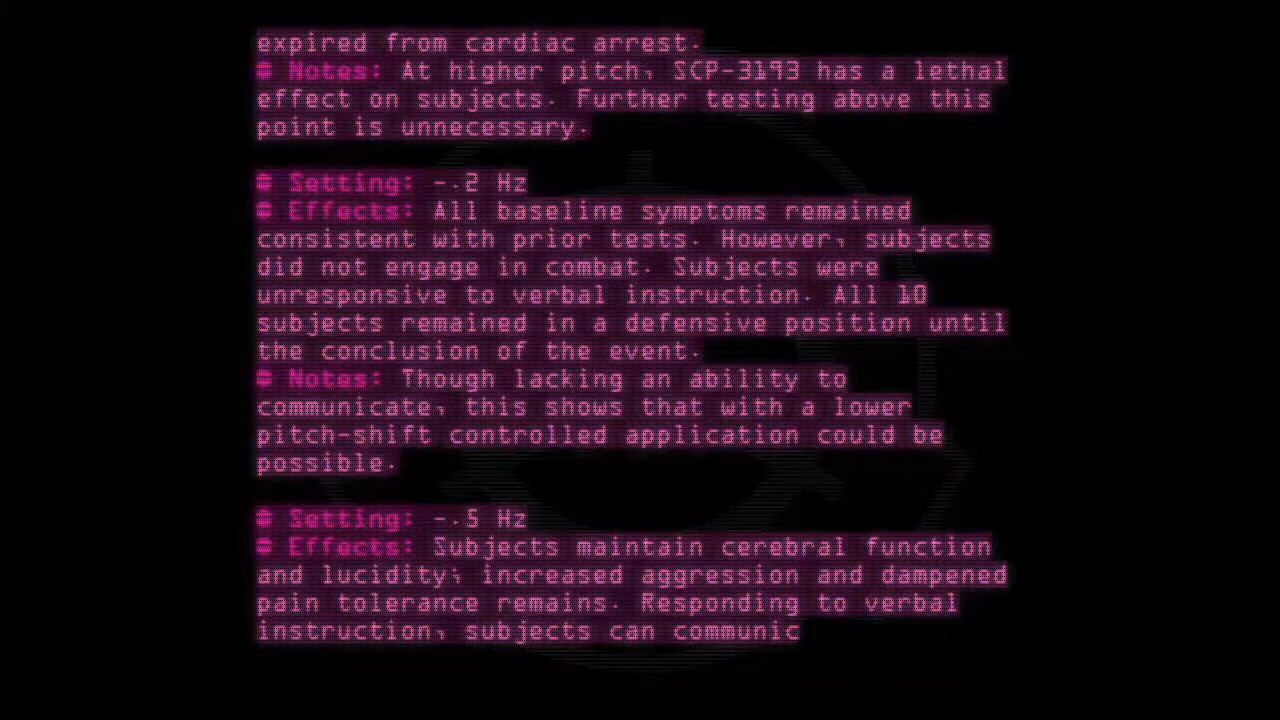 expired from cardiac arrest.
# Notes: At higher pitch, SCP-3193 has a lethal
effect on subjects. Further testing above this
point is unnecessary.
# Setting: -.2 Hz
# Effects: All baseline symptoms remained
consistent with prior tests. However, subjects
did not engage in combat. Subjects were
unresponsive to verbal instruction. All 10
subjects remained in a defensive position until
the conclusion of the event.
# Notes: Though lacking an ability to
communicate, this shows that with a lower
pitch-shift controlled application could be
possible.
# Setting: -.5 Hz
# Effects: Subjects maintain cerebral function
and lucidity; increased aggression and dampened
pain tolerance remains. Responding to verbal
instruction, subjects can communic